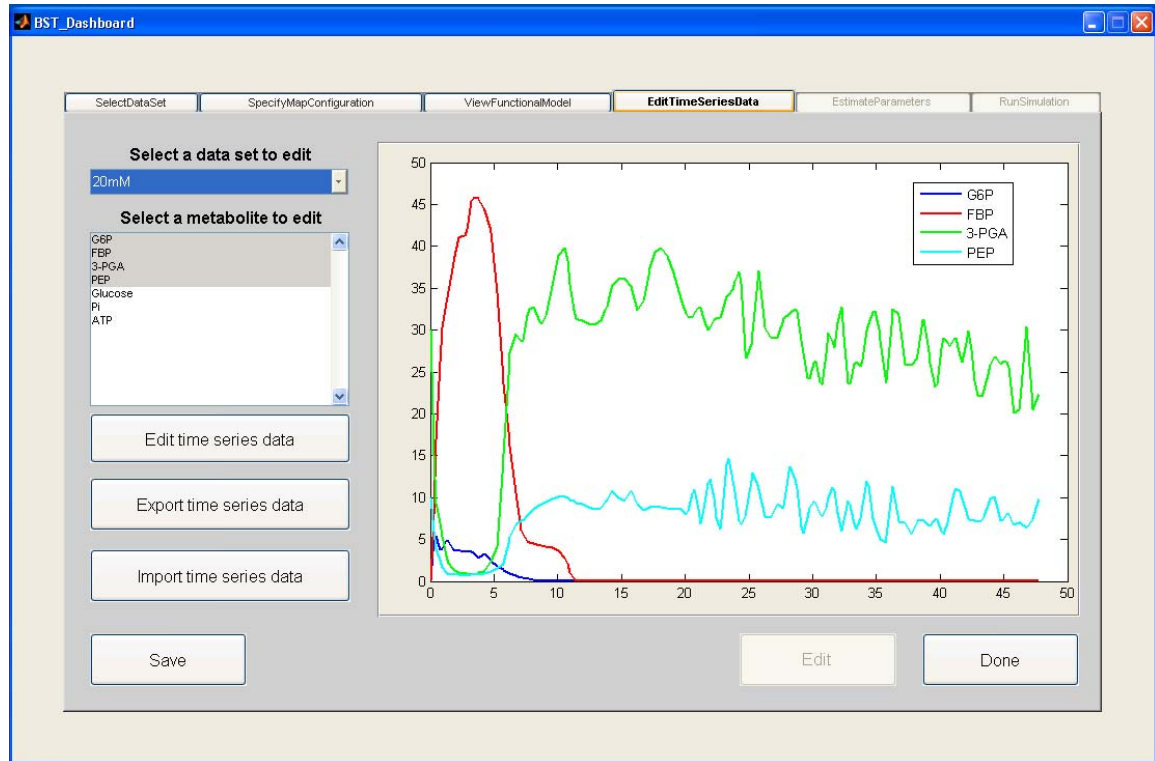 BST_Dashboard
SelectDataSet SpecifyMapConfiguration ViewFunctionalModel EditTimeSeriesData EstimateParameters RunSimulation
Select a data set to edit
20mM
Select a metabolite to edit
G6P
FBP
3-PGA
PEP
Glucose
Pi
ATP
Edit time series data
Export time series data
Import time series data
Save
50
45
40
35
30
25
20
15
10
5
0
0 5 10 15 20 25 30 35 40 45 50
G6P
FBP
3-PGA
PEP
Edit
Done